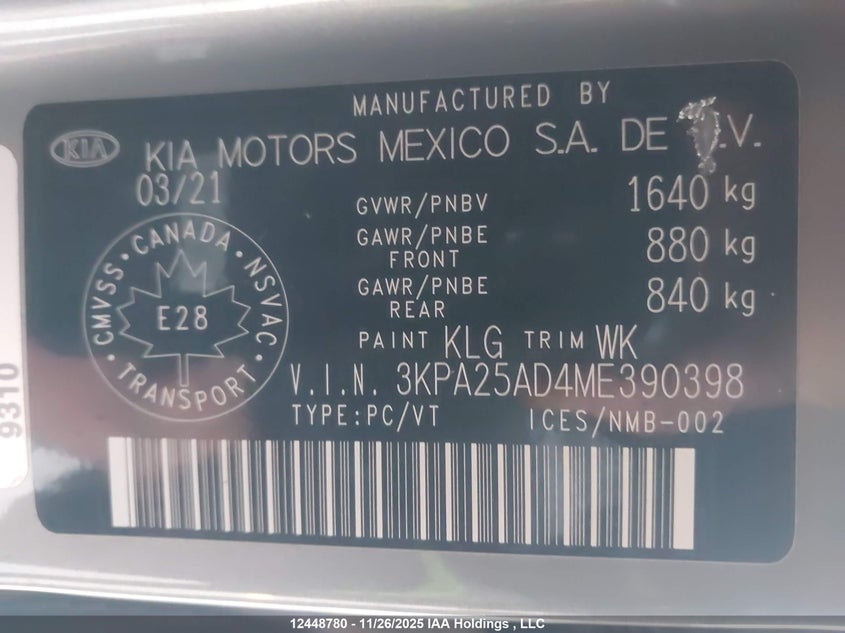 MANUFACTURED BY
KIA
KIA MOTORS MEXICO S.A. DE .V.
03/21
GVWR/PNBV 1640 kg
GAWR/PNBE FRONT 880 kg
GAWR/PNBE REAR 840 kg
CMVSS • CANADA • NSVAC • TRANSPORT •
E28
PAINT KLG TRIM WK
V.I.N. 3KPA25AD4ME390398
TYPE:PC/VT ICES/NMB-002
9310
12448780 - 11/26/2025 IAA Holdings , LLC